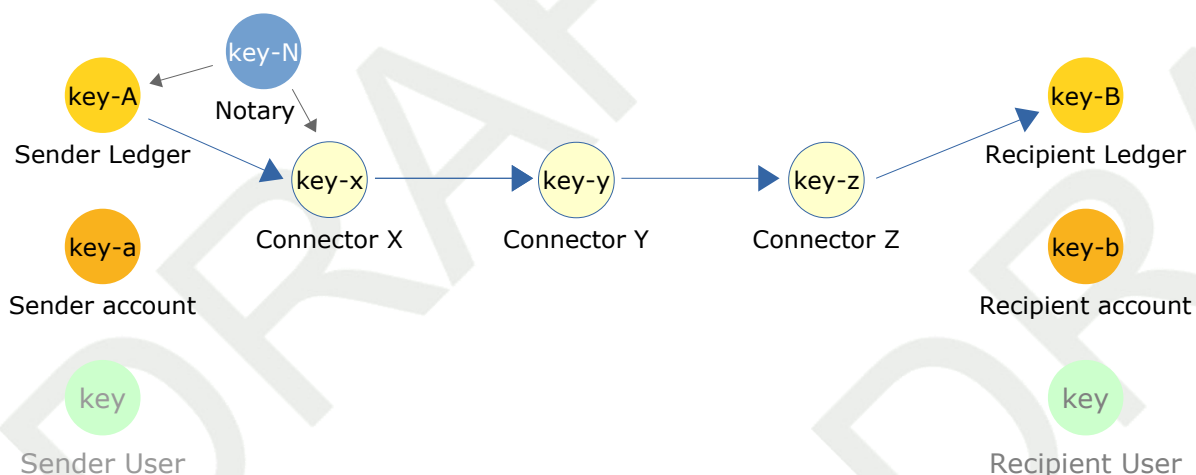 key-N
key-A
key-B
Notary
Sender Ledger
Recipient Ledger
key-x
key-y
key-z
Connector X
Connector Y
Connector Z
key-a
key-b
Sender account
Recipient account
key
key
Sender User
Recipient User
DRAFT